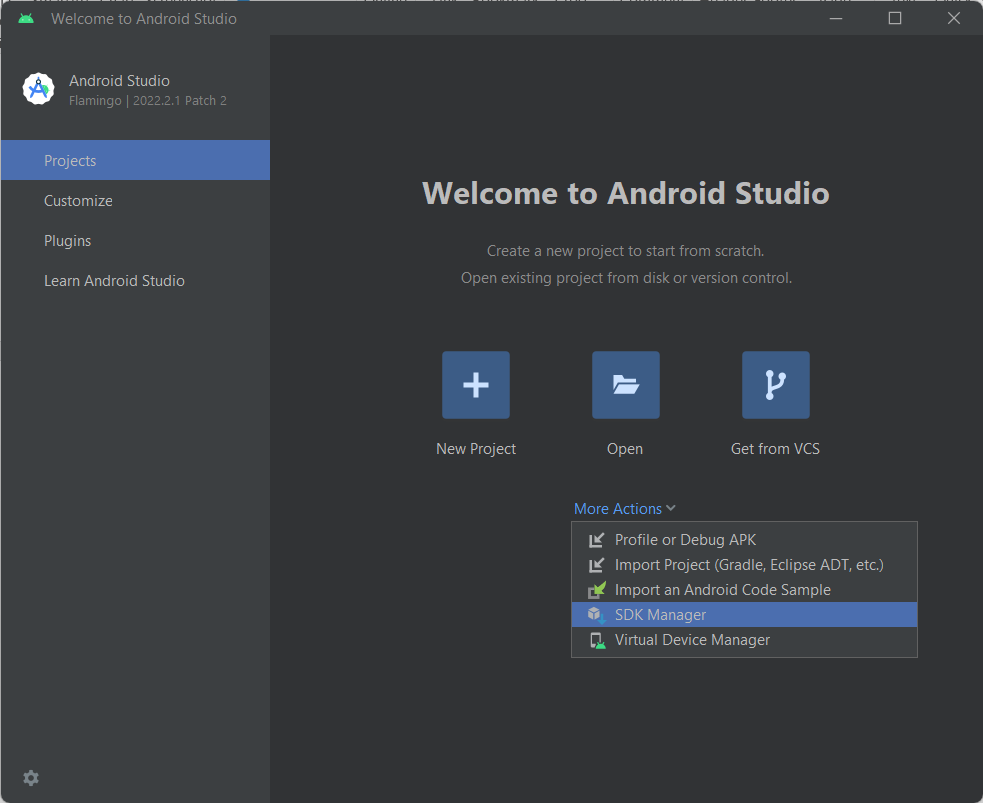 Welcome to Android Studio
Android Studio
Flamingo | 2022.2.1 Patch 2
Projects
Customize
Plugins
Learn Android Studio
Welcome to Android Studio
Create a new project to start from scratch.
Open existing project from disk or version control.
New Project
Open
Get from VCS
More Actions
Profile or Debug APK
Import Project (Gradle, Eclipse ADT, etc.)
Import an Android Code Sample
SDK Manager
Virtual Device Manager